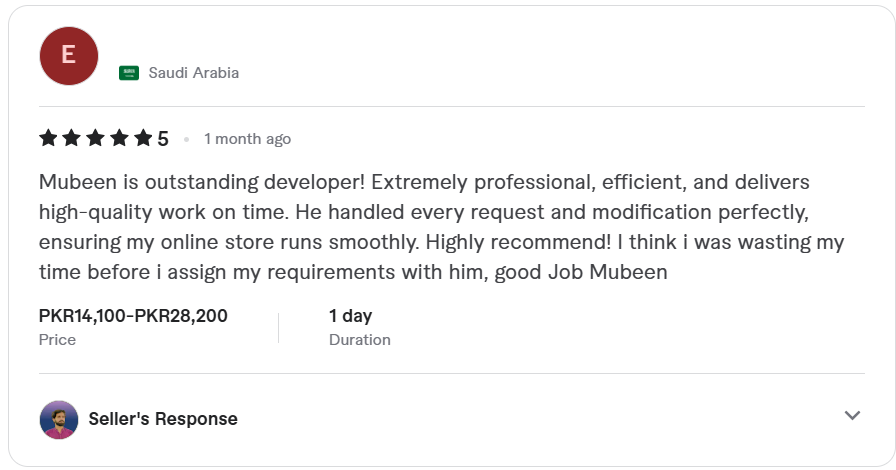 E
Saudi Arabia
5 • 1 month ago
Mubeen is outstanding developer! Extremely professional, efficient, and delivers
high-quality work on time. He handled every request and modification perfectly,
ensuring my online store runs smoothly. Highly recommend! I think i was wasting my
time before i assign my requirements with him, good Job Mubeen
PKR14,100-PKR28,200
Price
1 day
Duration
Seller's Response